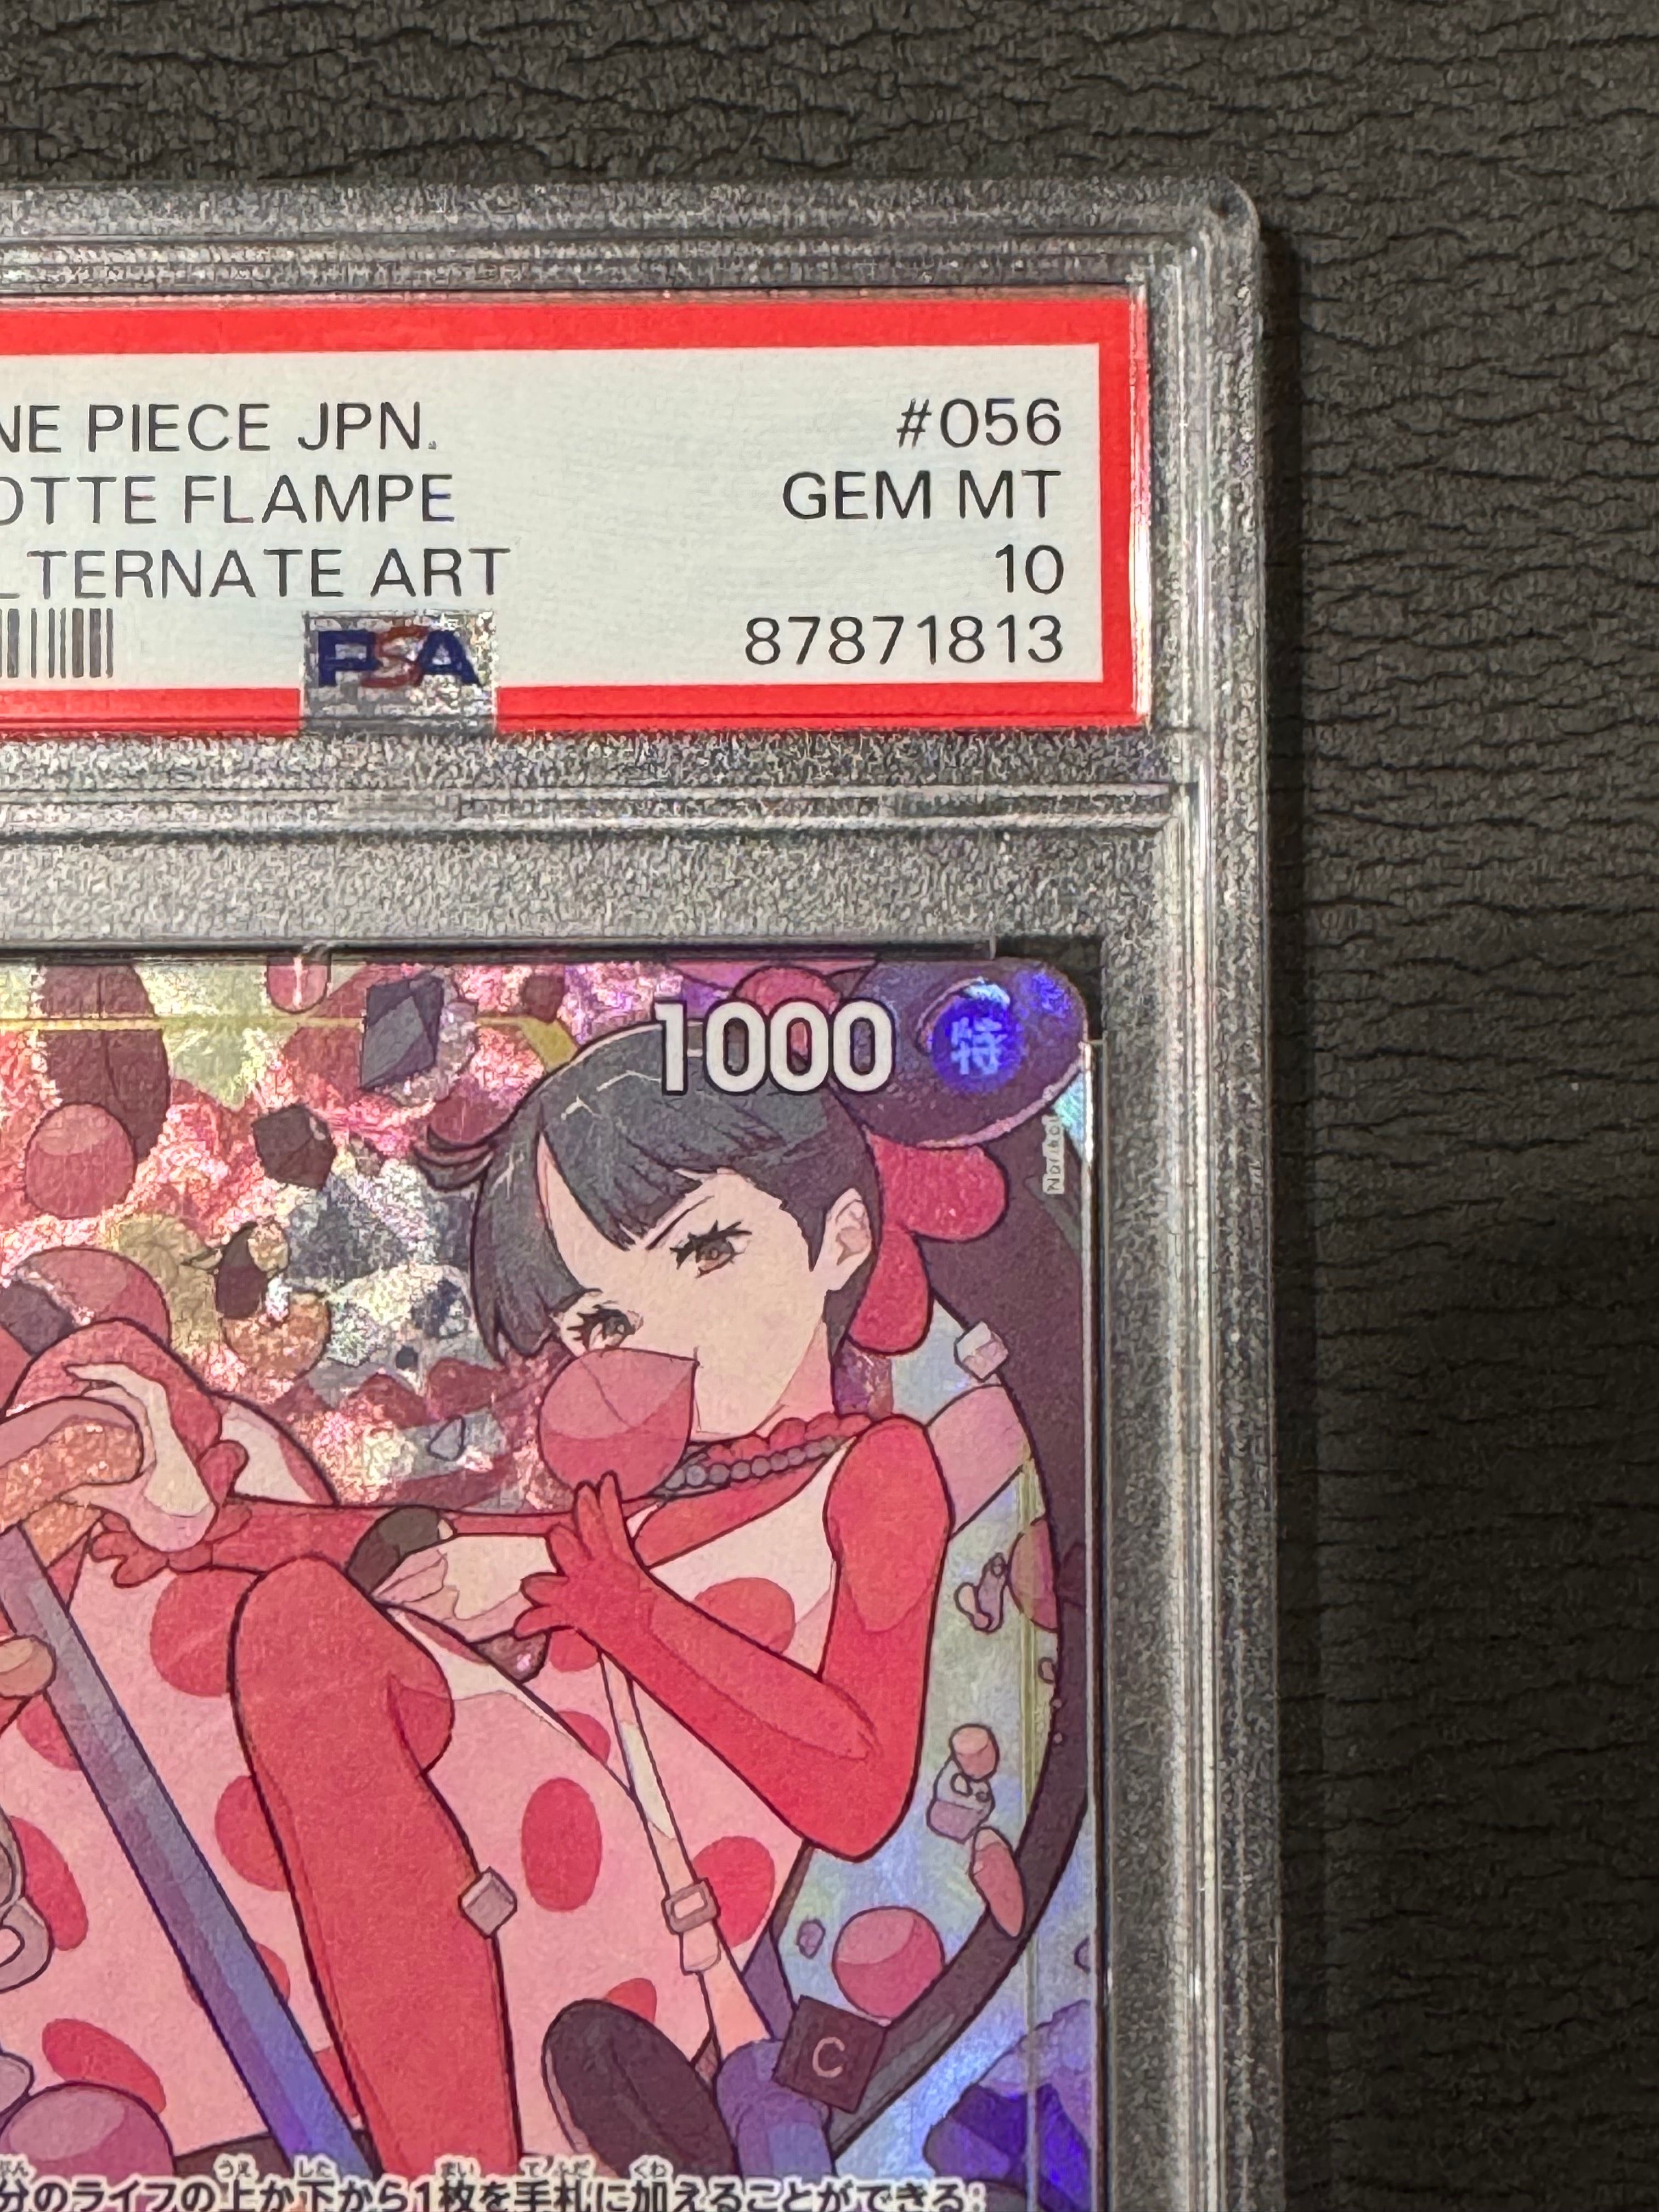 NE PIECE JPN.
#056
OTTE FLAMPE
GEM MT
LTERNATE ART
10
PSA
87871813
1000
特
C
分のライフの上か下から1枚を手札に加えることができる: